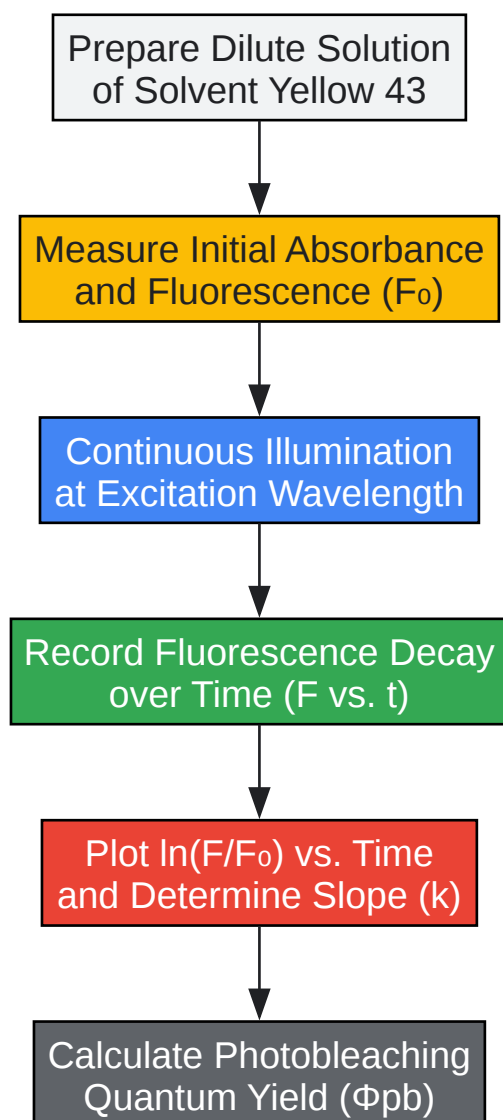 Prepare Dilute Solution
of Solvent Yellow 43
Measure Initial Absorbance
and Fluorescence (F₀)
Continuous Illumination
at Excitation Wavelength
Record Fluorescence Decay
over Time (F vs. t)
Plot ln(F/F₀) vs. Time
and Determine Slope (k)
Calculate Photobleaching
Quantum Yield (Φpb)